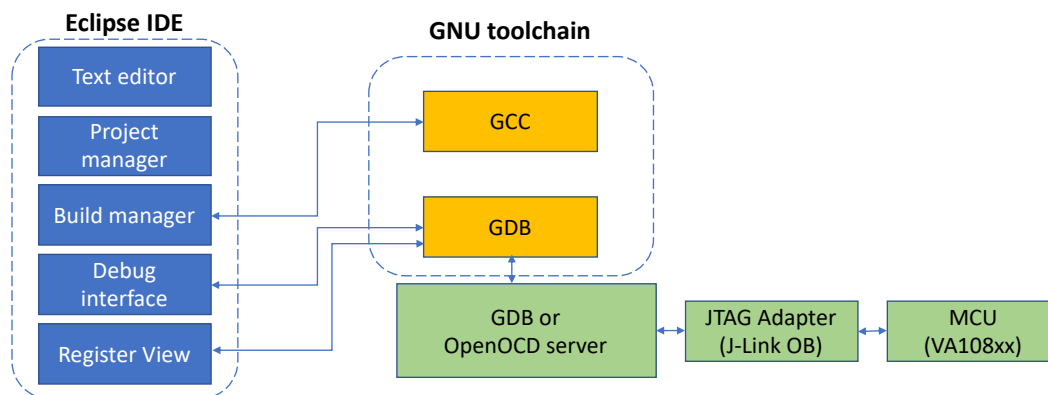 Eclipse IDE
Text editor
Project
manager
Build manager
Debug
interface
Register View
GNU toolchain
GCC
GDB
GDB or
OpenOCD server
JTAG Adapter
(J-Link OB)
MCU
(VA108xx)